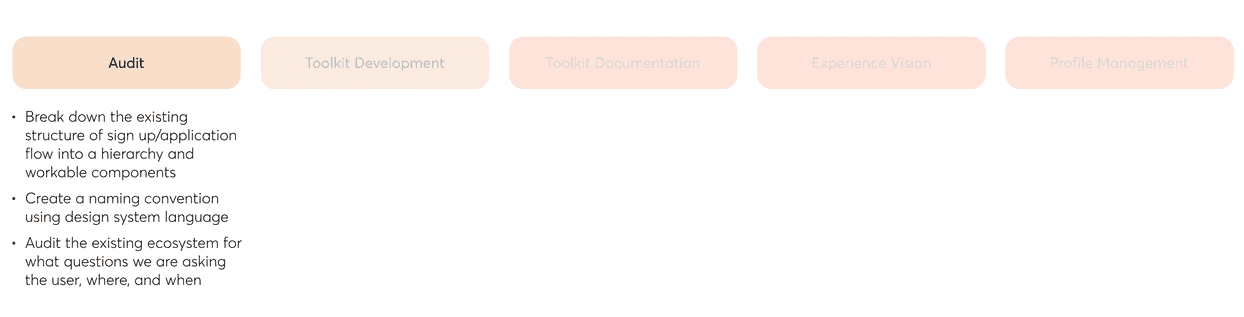 Audit
Toolkit Development
Toolkit Documentation
Experience Vision
Profile Management
• Break down the existing
structure of sign up/application
flow into a hierarchy and
workable components
• Create a naming convention
using design system language
• Audit the existing ecosystem for
what questions we are asking
the user, where, and when